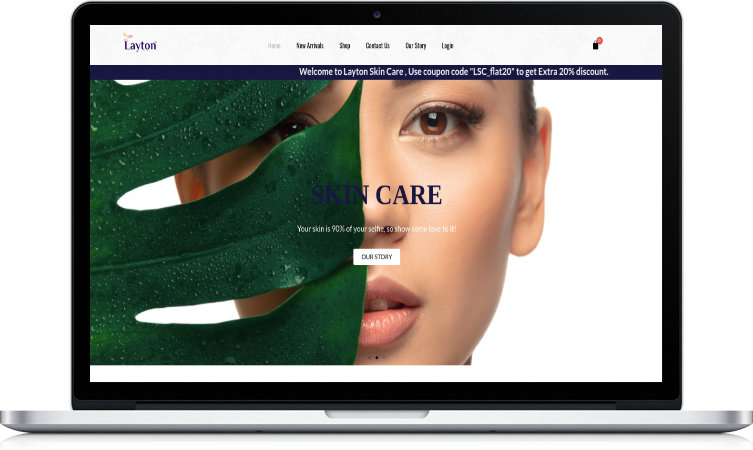 Layton
Home New Arrivals Shop Contact Us Our Story Login
Welcome to Layton Skin Care , Use coupon code "LSC_flat20" to get Extra 20% discount.
SKIN CARE
Your skin is 90% of your selfie, so show some love to it!
OUR STORY